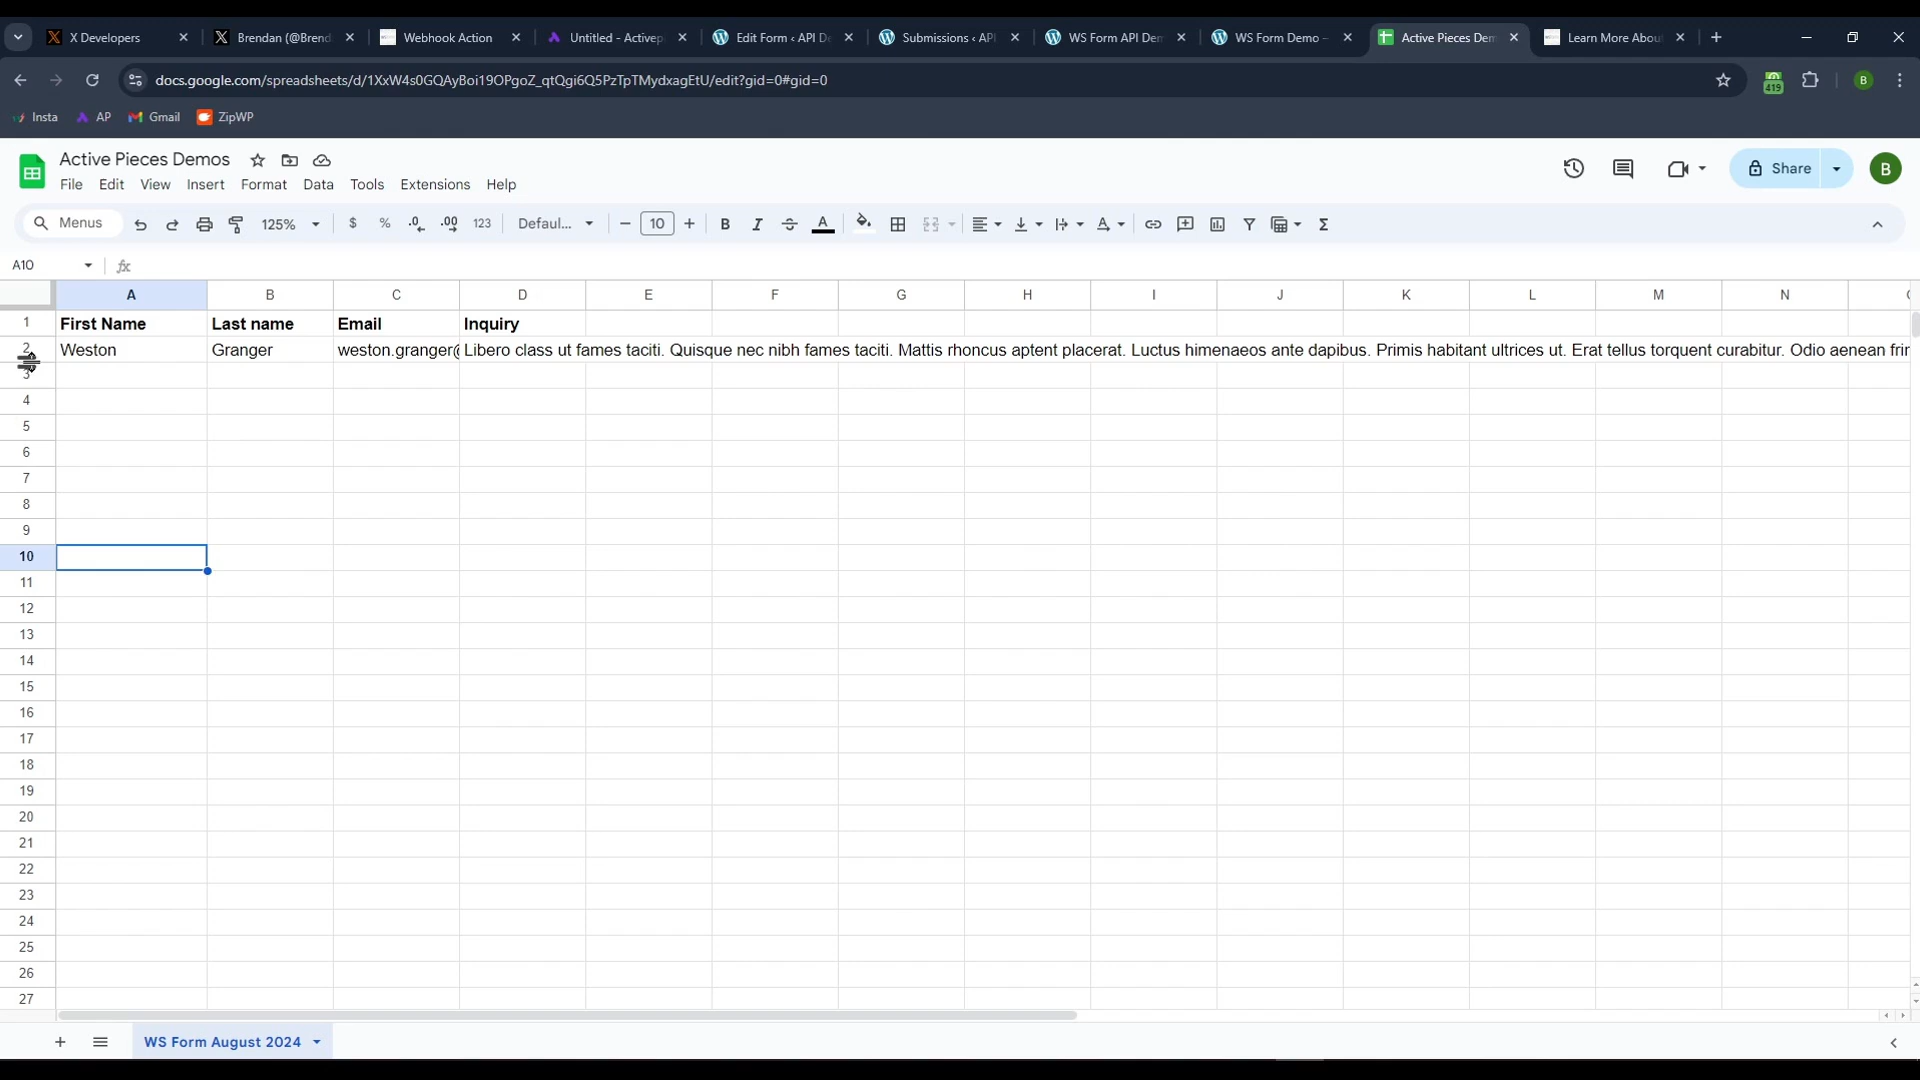 X Developers
Brendan (@Brend
Webhook Action
Untitled - Activep
Edit Form ‹ API De
Submissions ‹ API
WS Form API Dem
WS Form Demo –
Active Pieces Dem
Learn More Abou
docs.google.com/spreadsheets/d/1XxW4s0GQAyBoi19OPgoZ_qtQgi6Q5PzTpTMydxagEtU/edit?gid=0#gid=0
419
B
Insta
AP
Gmail
ZipWP
Active Pieces Demos
File Edit View Insert Format Data Tools Extensions Help
Share
B
Menus
125%
$
%
.0
.00
123
Defaul...
10
B
I
A
A10
fx
A B C D E F G H I J K L M N
1 First Name Last name Email Inquiry
2 Weston Granger weston.granger@ Libero class ut fames taciti. Quisque nec nibh fames taciti. Mattis rhoncus aptent placerat. Luctus himenaeos ante dapibus. Primis habitant ultrices ut. Erat tellus torquent curabitur. Odio aenean frin
3
4
5
6
7
8
9
10
11
12
13
14
15
16
17
18
19
20
21
22
23
24
25
26
27
WS Form August 2024